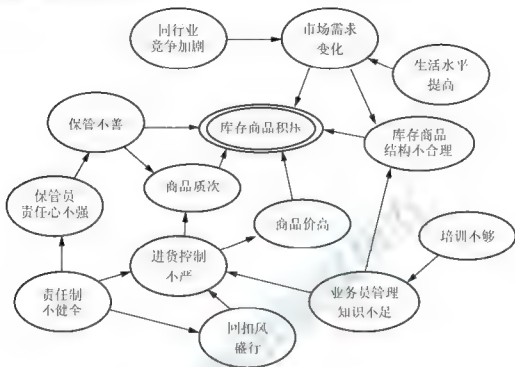 同行业
竞争加剧
市场需求
变化
生活水平
提高
保管不善
库存商品积压
库存商品
结构不合理
保管员
责任心不强
商品质次
商品价高
培训不够
进货控制
不严
责任制
不健全
业务员管理
知识不足
回扣风
盛行